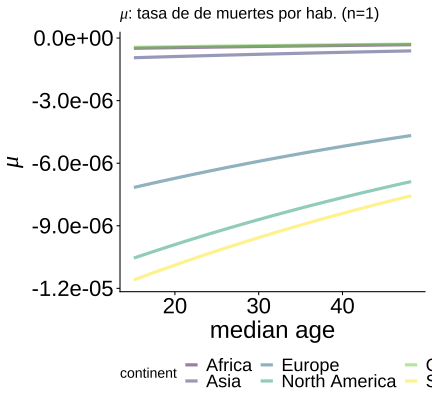 μ: tasa de de muertes por hab. (n=1)
0.0e+00
-3.0e-06
-6.0e-06
-9.0e-06
-1.2e-05
μ
20 30 40
median age
continent Africa Europe
Asia North America